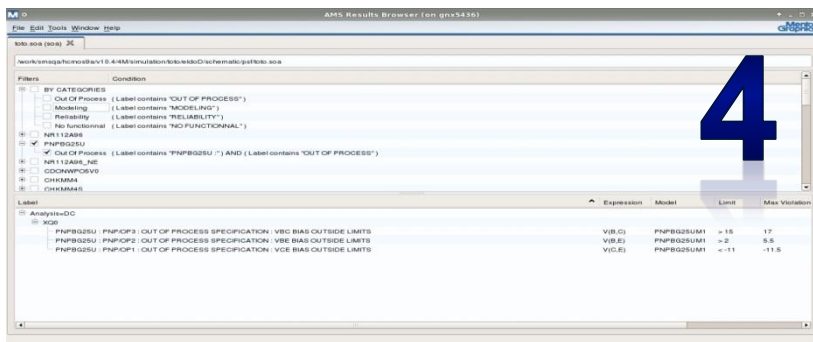 AMS Results Browser (on gnx5436)
File Edit Tools Window Help
Mentor Graphics
toto.soa (soa)
/work/smsqa/hcmos9a/v10.4/4M/simulation/toto/eldoD/schematic/psf/toto.soa
Filters Condition
BY CATEGORIES
Out Of Process ( Label contains "OUT OF PROCESS" )
Modeling ( Label contains "MODELING" )
Reliability ( Label contains "RELIABILITY" )
No functionnal ( Label contains "NO FUNCTIONNAL" )
NR112A96
PNPBG25U
Out Of Process ( Label contains "PNPBG25U :" ) AND ( Label contains "OUT OF PROCESS" )
NR112A96_NE
CDONWPOSV0
CHKMM4
CHKMM4S
4
Label Expression Model Limit Max Violation
Analysis=DC
XQ0
PNPBG25U : PNP/OP3 : OUT OF PROCESS SPECIFICATION : VBC BIAS OUTSIDE LIMITS V(B,C) PNPBG25UM1 > 15 17
PNPBG25U : PNP/OP2 : OUT OF PROCESS SPECIFICATION : VBE BIAS OUTSIDE LIMITS V(B,E) PNPBG25UM1 > 2 5.5
PNPBG25U : PNP/OP1 : OUT OF PROCESS SPECIFICATION : VCE BIAS OUTSIDE LIMITS V(C,E) PNPBG25UM1 < -11 -11.5